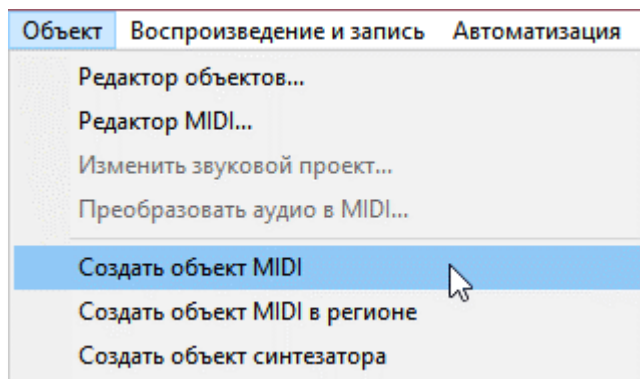 Объект Воспроизведение и запись Автоматизация
Редактор объектов...
Редактор MIDI...
Изменить звуковой проект...
Преобразовать аудио в MIDI...
Создать объект MIDI
Создать объект MIDI в регионе
Создать объект синтезатора